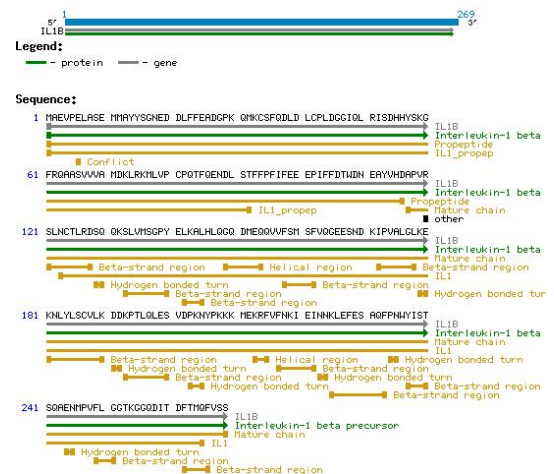 1 269
5' 3'
IL1B
Legend:
- protein - gene
Sequence:
1 MAEVPELASE MMAYYSGNED DLFFEADGPK QMKCSFQDLD LCPLDGGIQL RISDHHYSKG
IL1B
Interleukin-1 beta
Propeptide
IL1_propep
Conflict
61 FRQAASVVVA MDKLRKMLVP CPQTFQENDL STFFPFIFEE EPIFFDTWDN EAYVHDAPVR
IL1B
Interleukin-1 beta
Propeptide
IL1_propep Mature chain
other
121 SLNCTLRDSQ QKSLVMSGPY ELKALHLQGQ DMEQQVVFSM SFVQGEESND KIPVALGLKE
IL1B
Interleukin-1 beta
Mature chain
Beta-strand region Helical region Beta-strand region
IL1
Hydrogen bonded turn Beta-strand region
Beta-strand region Hydrogen bonded tur
Beta-strand region
181 KNLYLSCVLK DDKPTLQLES VDPKNYPKKK MEKRFVFNKI EINNKLEFES AQFPNWYIST
IL1B
Interleukin-1 beta
Mature chain
IL1
Beta-strand region Helical region Hydrogen bonded turn
Hydrogen bonded turn Beta-strand region
Beta-strand region Hydrogen bonded turn
Hydrogen bonded turn Beta-strand region
Beta-strand region
241 SQAENMPVFL GGTKGGQDIT DFTMQFVSS
IL1B
Interleukin-1 beta precursor
Mature chain
IL1
Hydrogen bonded turn
Beta-strand region
Beta-strand region